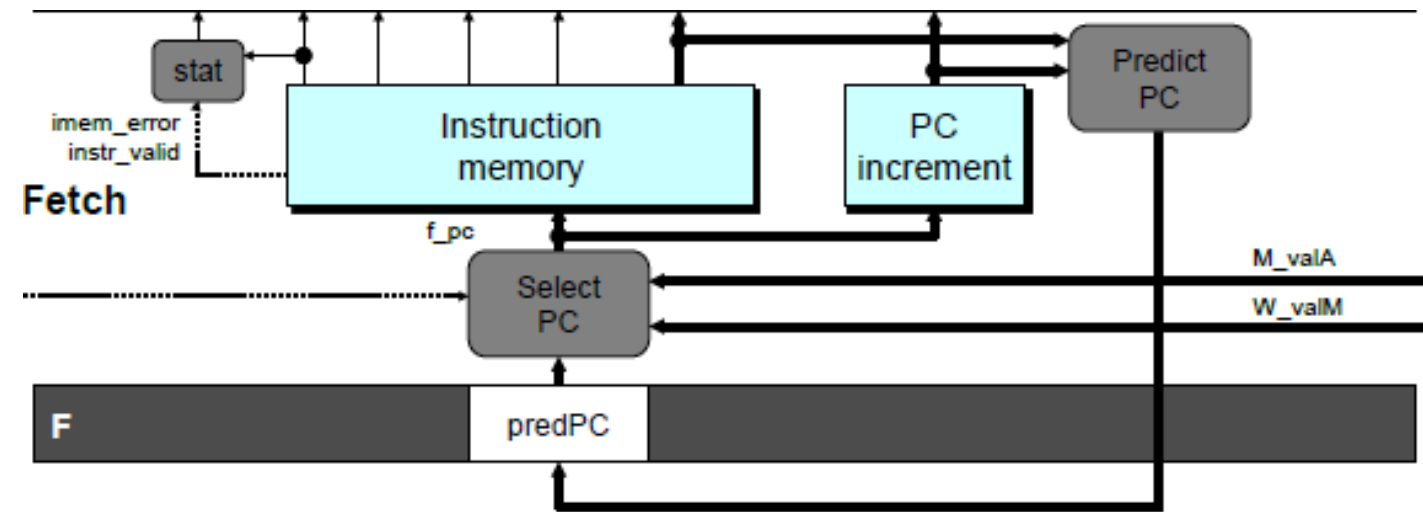 stat
Predict
PC
imem_error
instr_valid
Instruction
memory
PC
increment
Fetch
f_pc
Select
PC
M_valA
W_valM
F
predPC